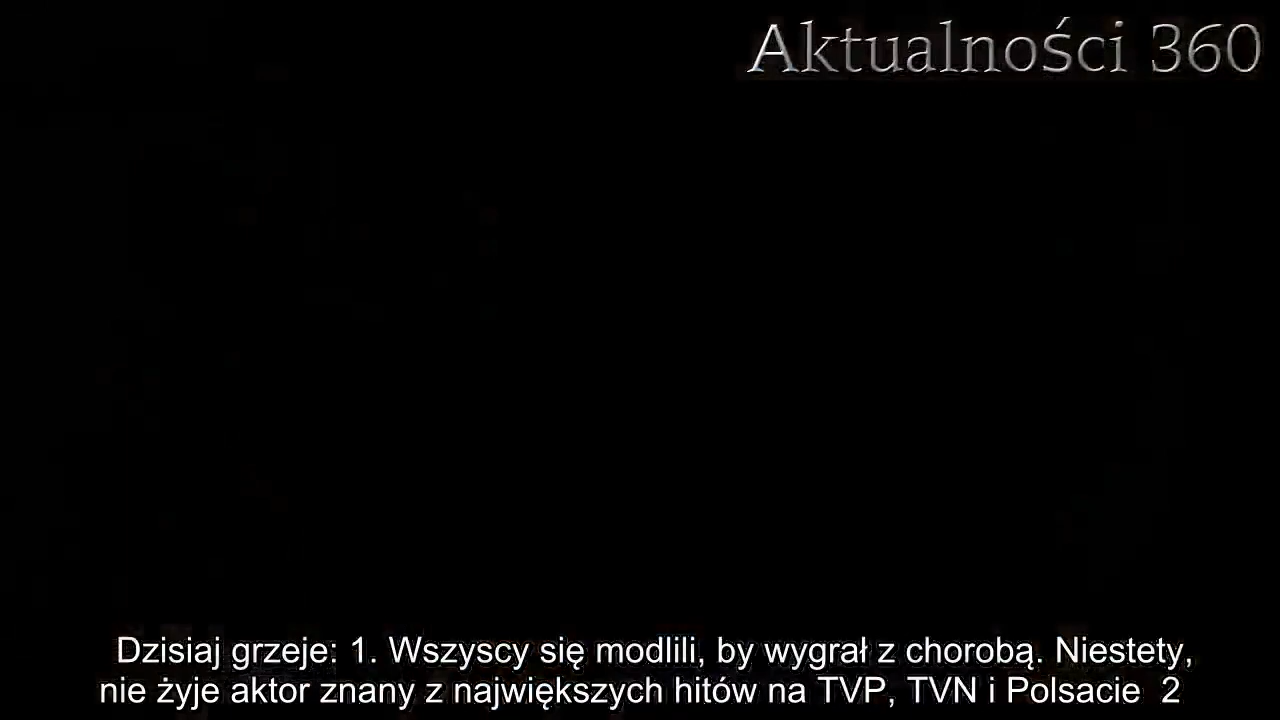 Aktualności 360
Dzisiaj grzeje: 1. Wszyscy się modlili, by wygrał z chorobą. Niestety,
nie żyje aktor znany z największych hitów na TVP, TVN i Polsacie 2